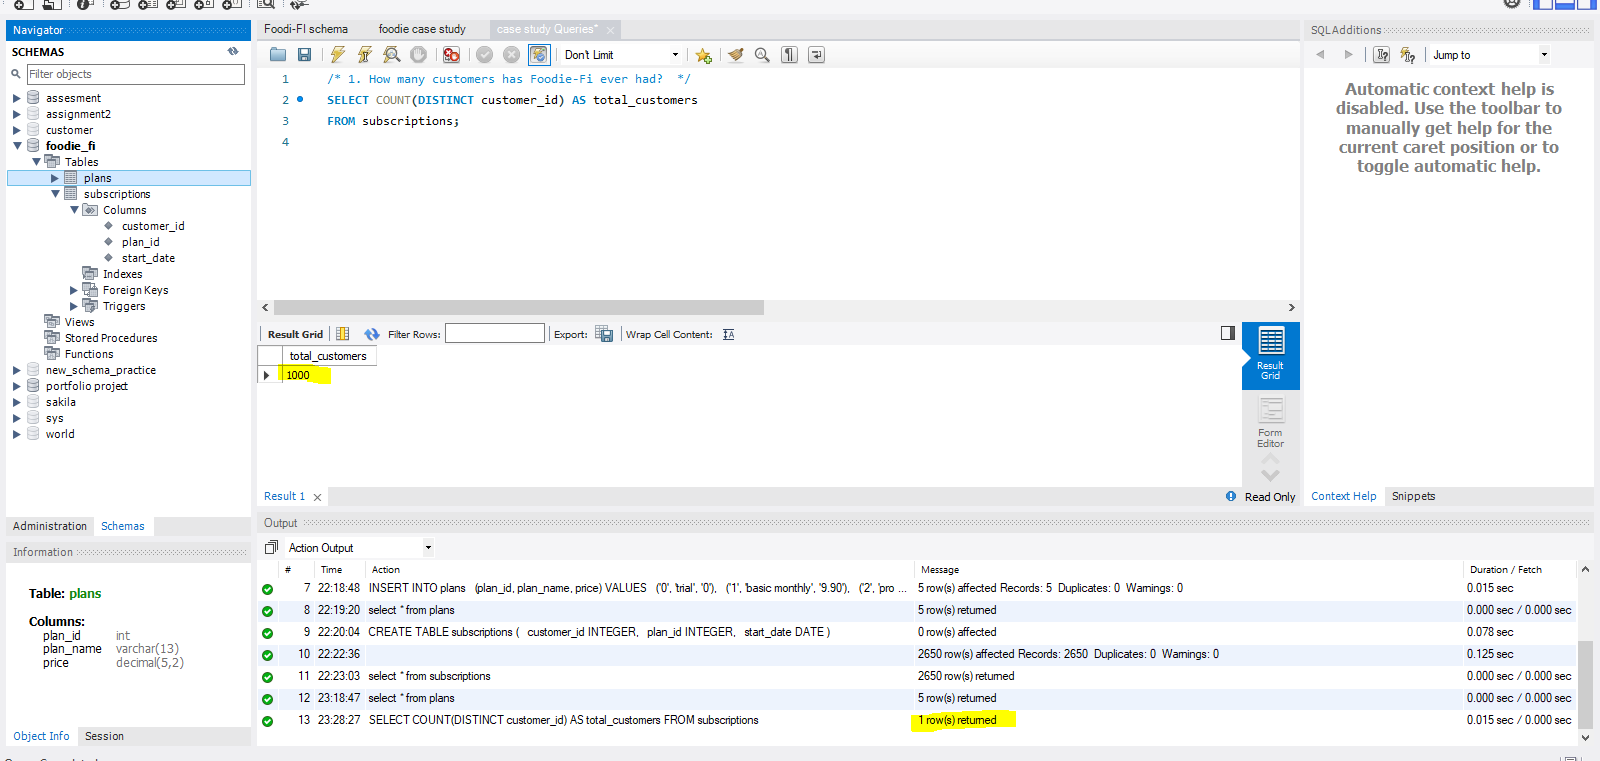 Navigator
SCHEMAS
Filter objects
assesment
assignment2
customer
foodie_fi
Tables
plans
subscriptions
Columns
customer_id
plan_id
start_date
Indexes
Foreign Keys
Triggers
Views
Stored Procedures
Functions
new_schema_practice
portfolio project
sakila
sys
world
Administration Schemas
Information
Table: plans
Columns:
plan_id int
plan_name varchar(13)
price decimal(5,2)
Object Info Session
Foodi-FI schema foodie case study case study Queries*
Don't Limit
1 /* 1. How many customers has Foodie-Fi ever had?  */
2 SELECT COUNT(DISTINCT customer_id) AS total_customers
3 FROM subscriptions;
4
Result Grid Filter Rows: Export: Wrap Cell Content:
total_customers
1000
Result Grid
Form Editor
Result 1 Read Only
SQLAdditions
Jump to
Automatic context help is
disabled. Use the toolbar to
manually get help for the
current caret position or to
toggle automatic help.
Context Help Snippets
Output
Action Output
# Time Action Message Duration / Fetch
7 22:18:48 INSERT INTO plans (plan_id, plan_name, price) VALUES ('0', 'trial', '0'), ('1', 'basic monthly', '9.90'), ('2', 'pro ... 5 row(s) affected Records: 5 Duplicates: 0 Warnings: 0 0.015 sec
8 22:19:20 select * from plans 5 row(s) returned 0.000 sec / 0.000 sec
9 22:20:04 CREATE TABLE subscriptions ( customer_id INTEGER, plan_id INTEGER, start_date DATE ) 0 row(s) affected 0.078 sec
10 22:22:36 2650 row(s) affected Records: 2650 Duplicates: 0 Warnings: 0 0.125 sec
11 22:23:03 select * from subscriptions 2650 row(s) returned 0.000 sec / 0.000 sec
12 23:18:47 select * from plans 5 row(s) returned 0.000 sec / 0.000 sec
13 23:28:27 SELECT COUNT(DISTINCT customer_id) AS total_customers FROM subscriptions 1 row(s) returned 0.015 sec / 0.000 sec